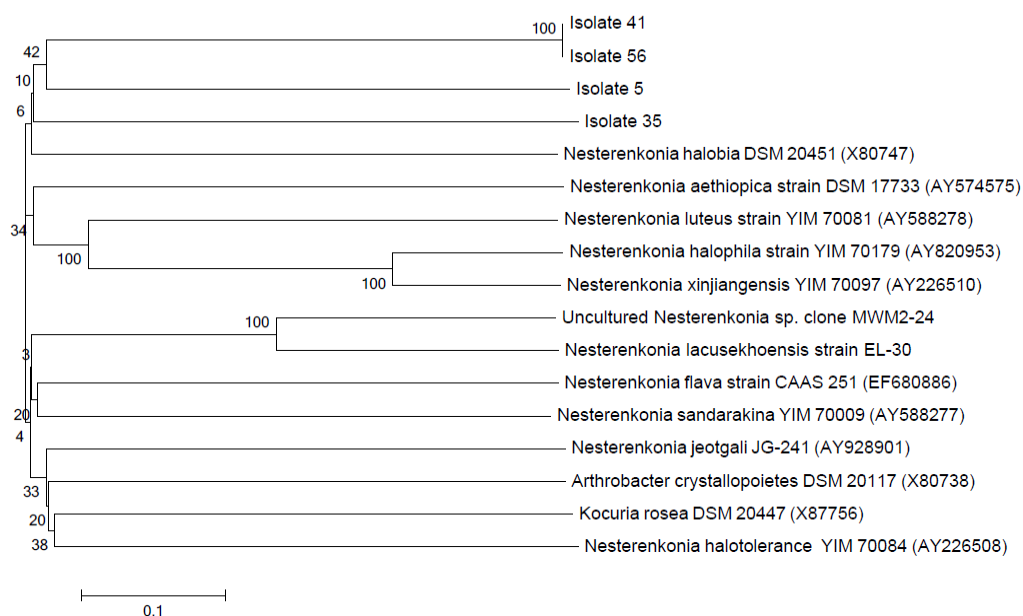 100
Isolate 41
42
Isolate 56
10
Isolate 5
6
Isolate 35
Nesterenkonia halobia DSM 20451 (X80747)
Nesterenkonia aethiopica strain DSM 17733 (AY574575)
Nesterenkonia luteus strain YIM 70081 (AY588278)
34
100
Nesterenkonia halophila strain YIM 70179 (AY820953)
100
Nesterenkonia xinjiangensis YIM 70097 (AY226510)
100
Uncultured Nesterenkonia sp. clone MWM2-24
3
Nesterenkonia lacusekhoensis strain EL-30
Nesterenkonia flava strain CAAS 251 (EF680886)
20
Nesterenkonia sandarakina YIM 70009 (AY588277)
4
Nesterenkonia jeotgali JG-241 (AY928901)
33
Arthrobacter crystallopoietes DSM 20117 (X80738)
20
Kocuria rosea DSM 20447 (X87756)
38
Nesterenkonia halotolerance YIM 70084 (AY226508)
0.1